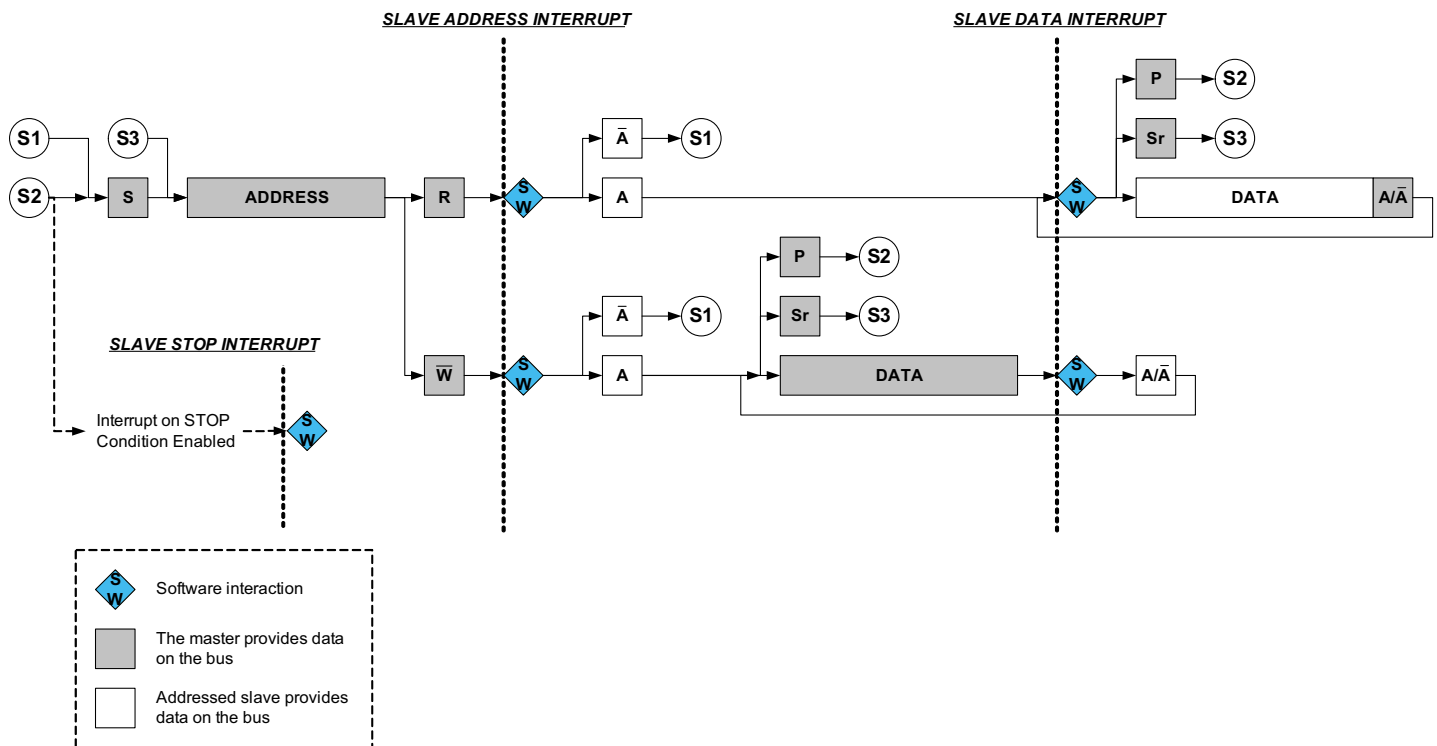 SLAVE ADDRESS INTERRUPT
SLAVE DATA INTERRUPT
P
S2
S1
S3
A̅
S1
Sr
S3
S2
S
ADDRESS
R
S
W
A
S
W
DATA
A/A̅
P
S2
A̅
S1
Sr
S3
SLAVE STOP INTERRUPT
W̅
S
W
A
DATA
S
W
A/A̅
Interrupt on STOP
Condition Enabled
S
W
S
W
Software interaction
The master provides data
on the bus
Addressed slave provides
data on the bus